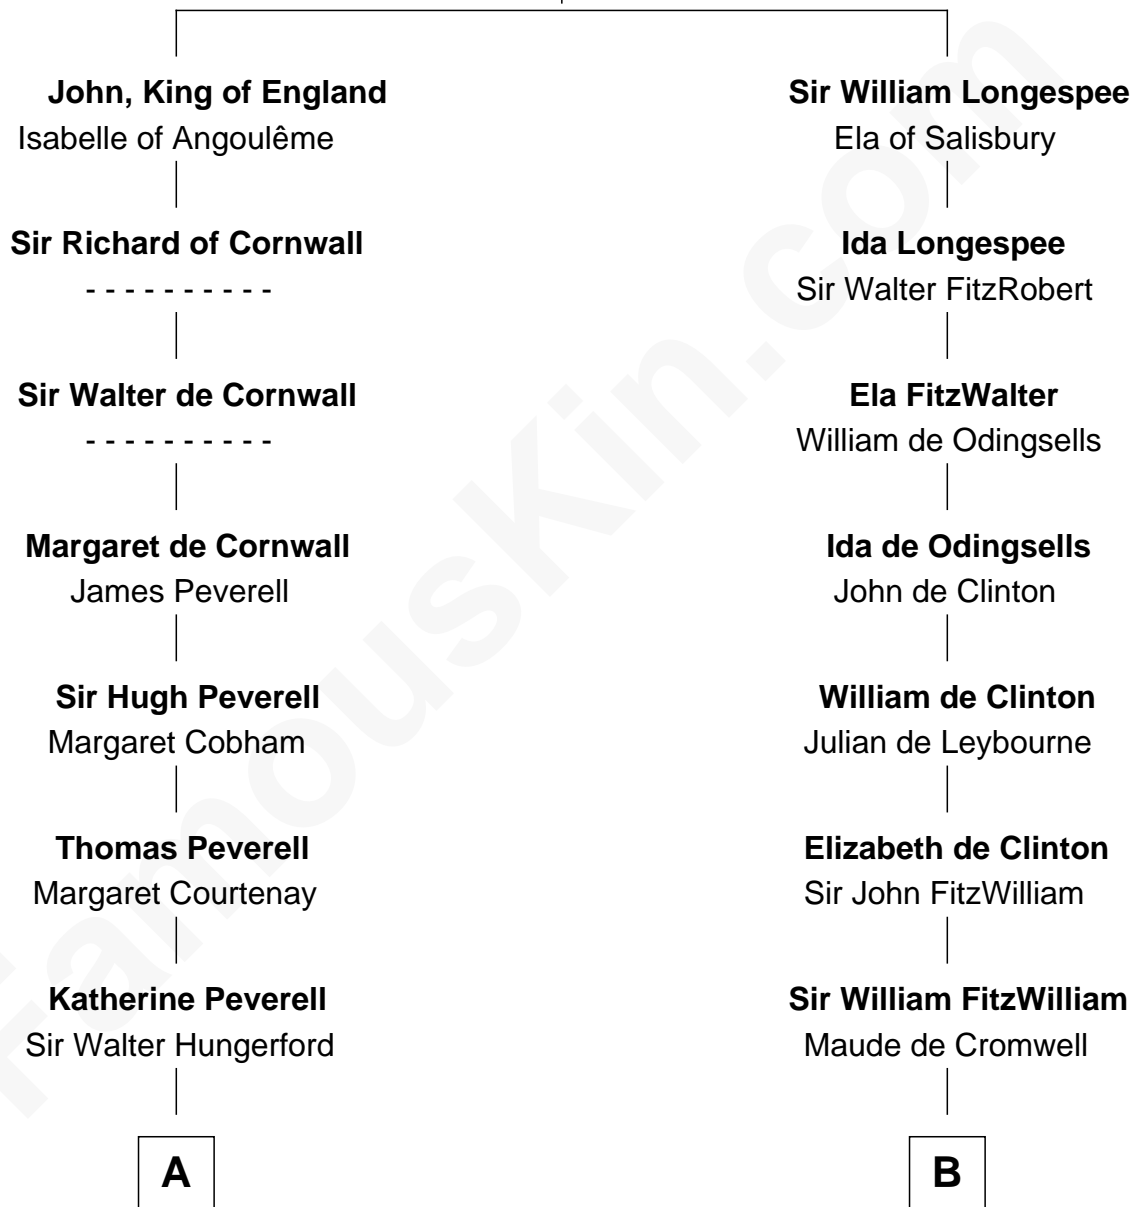 John, King of England
Isabelle of Angoulême
Sir Richard of Cornwall
- - - - - - - - - -
Sir Walter de Cornwall
- - - - - - - - - -
Margaret de Cornwall
James Peverell
Sir Hugh Peverell
Margaret Cobham
Thomas Peverell
Margaret Courtenay
Katherine Peverell
Sir Walter Hungerford
A
Sir William Longespee
Ela of Salisbury
Ida Longespee
Sir Walter FitzRobert
Ela FitzWalter
William de Odingsells
Ida de Odingsells
John de Clinton
William de Clinton
Julian de Leybourne
Elizabeth de Clinton
Sir John FitzWilliam
Sir William FitzWilliam
Maude de Cromwell
B
FamousKin.com